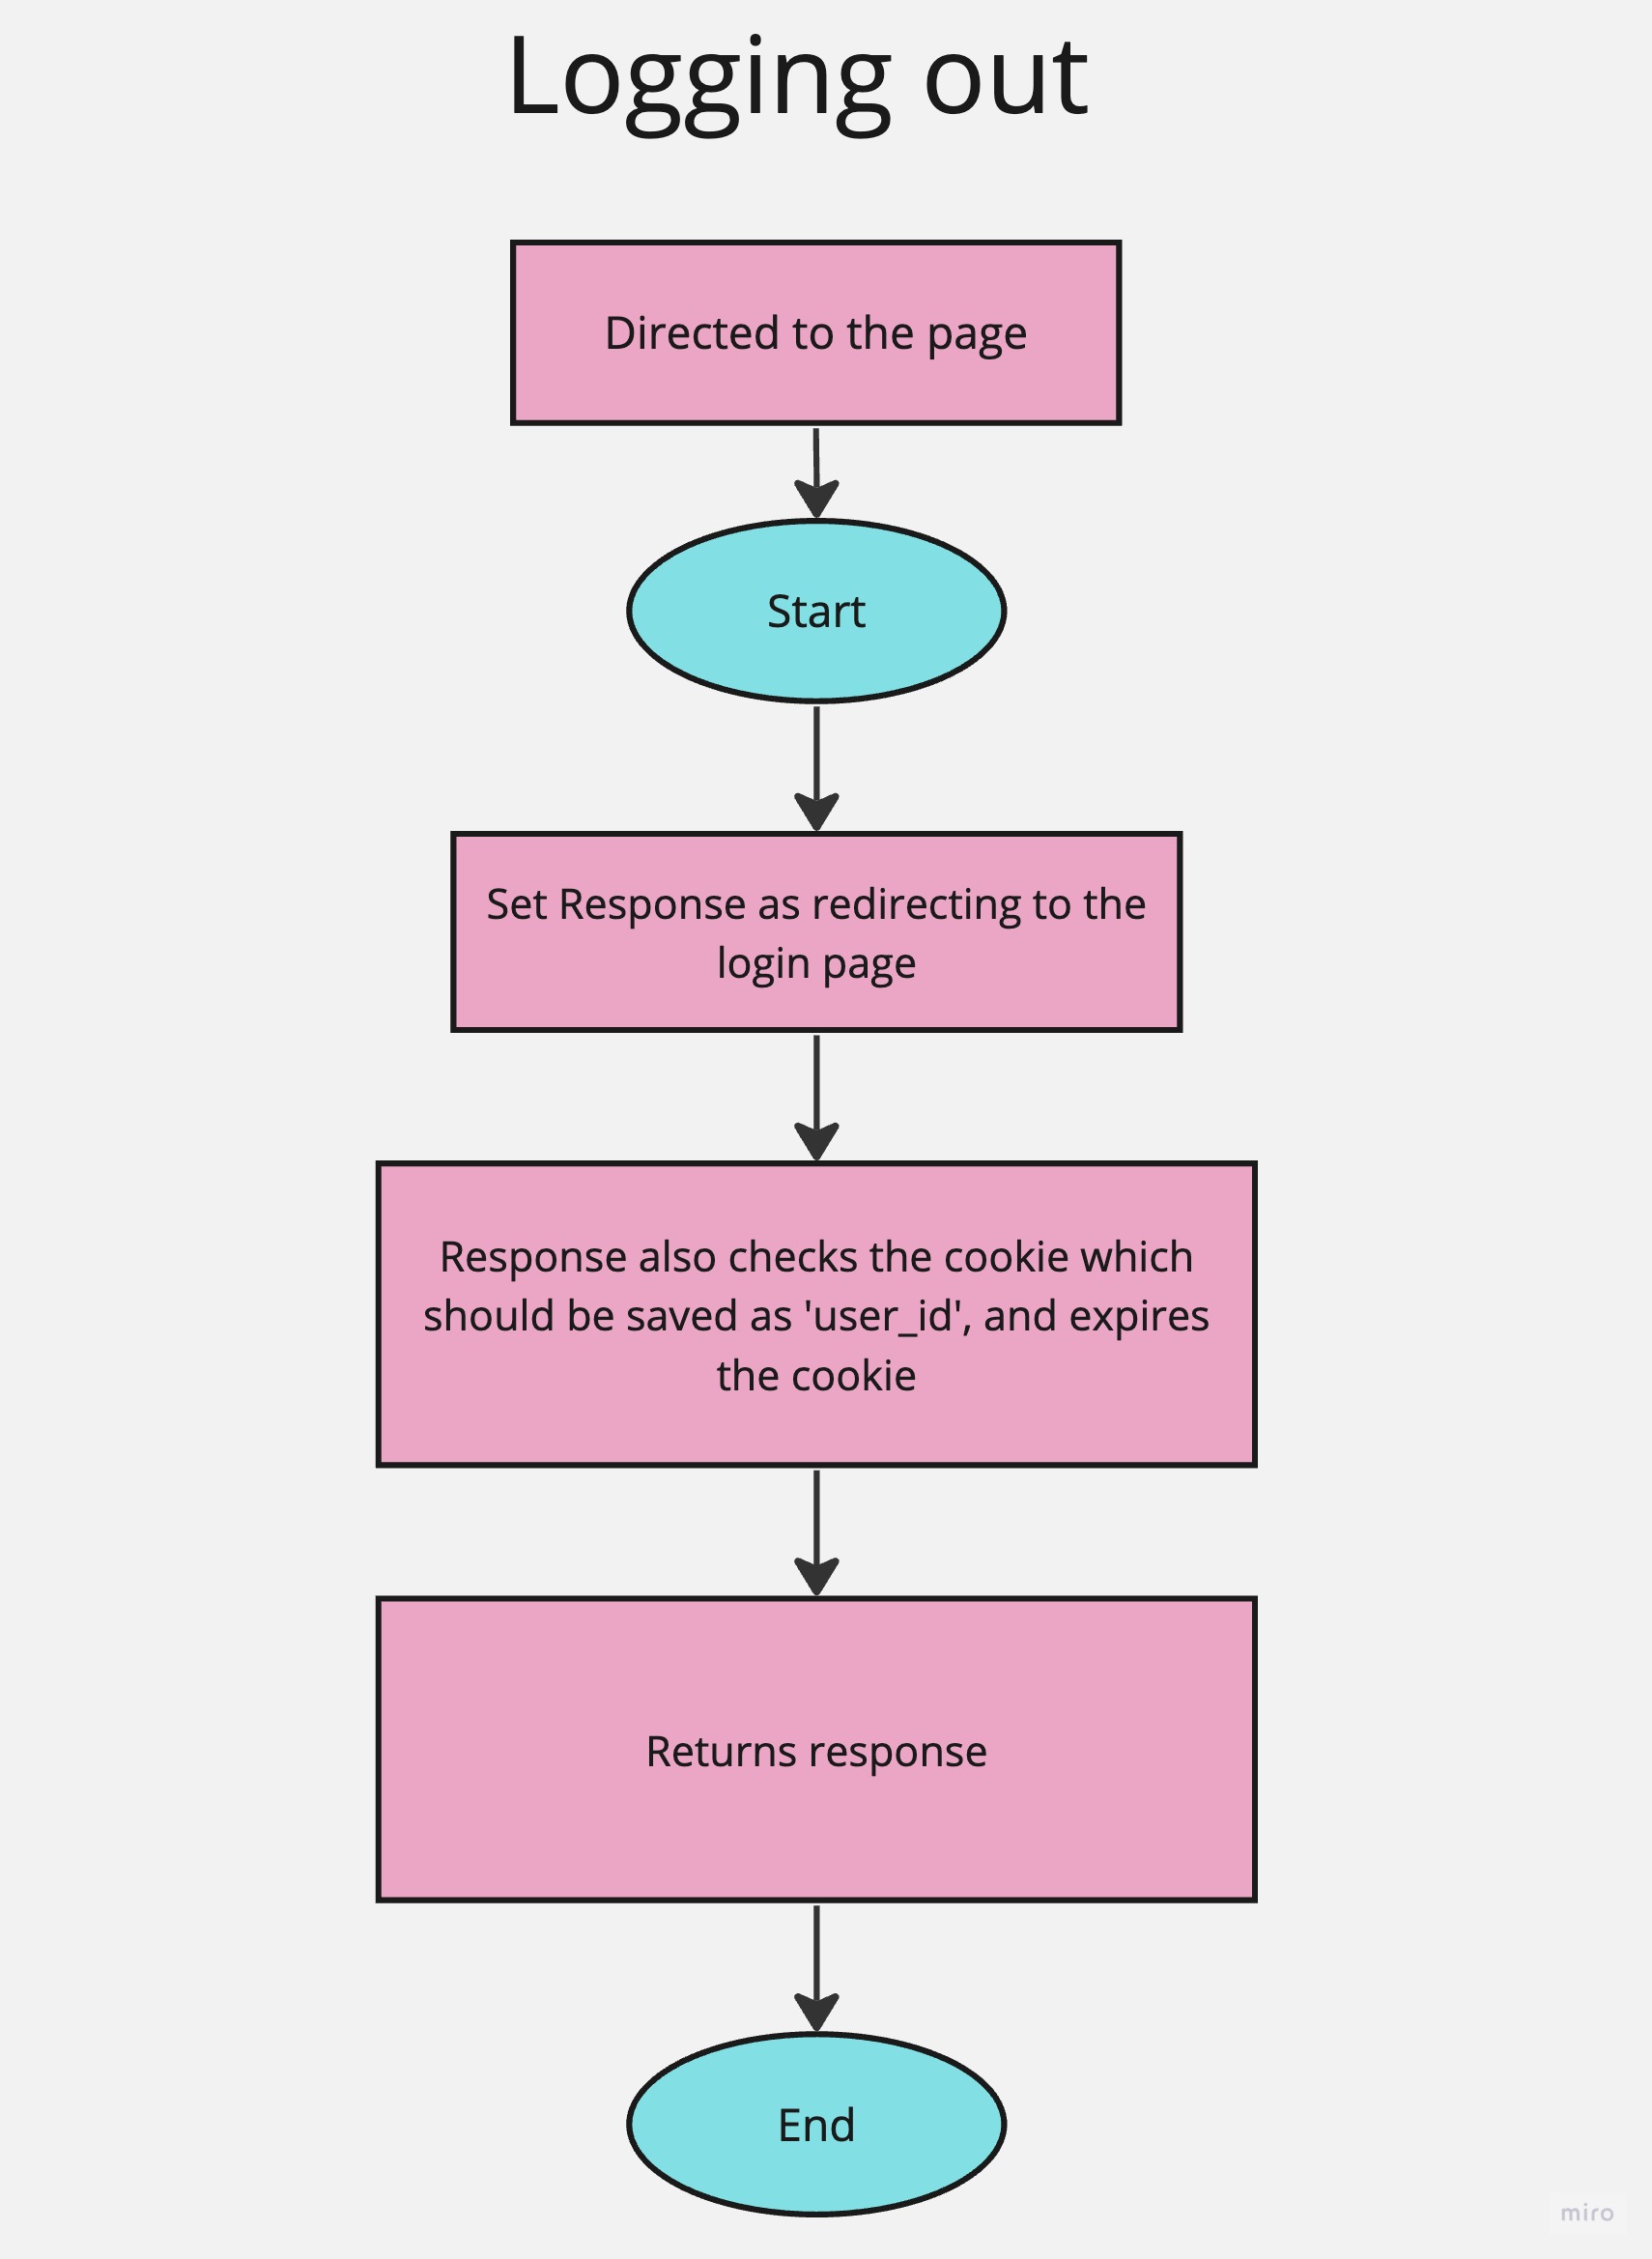 Logging out
Directed to the page
Start
Set Response as redirecting to the
login page
Response also checks the cookie which
should be saved as 'user_id', and expires
the cookie
Returns response
End
miro